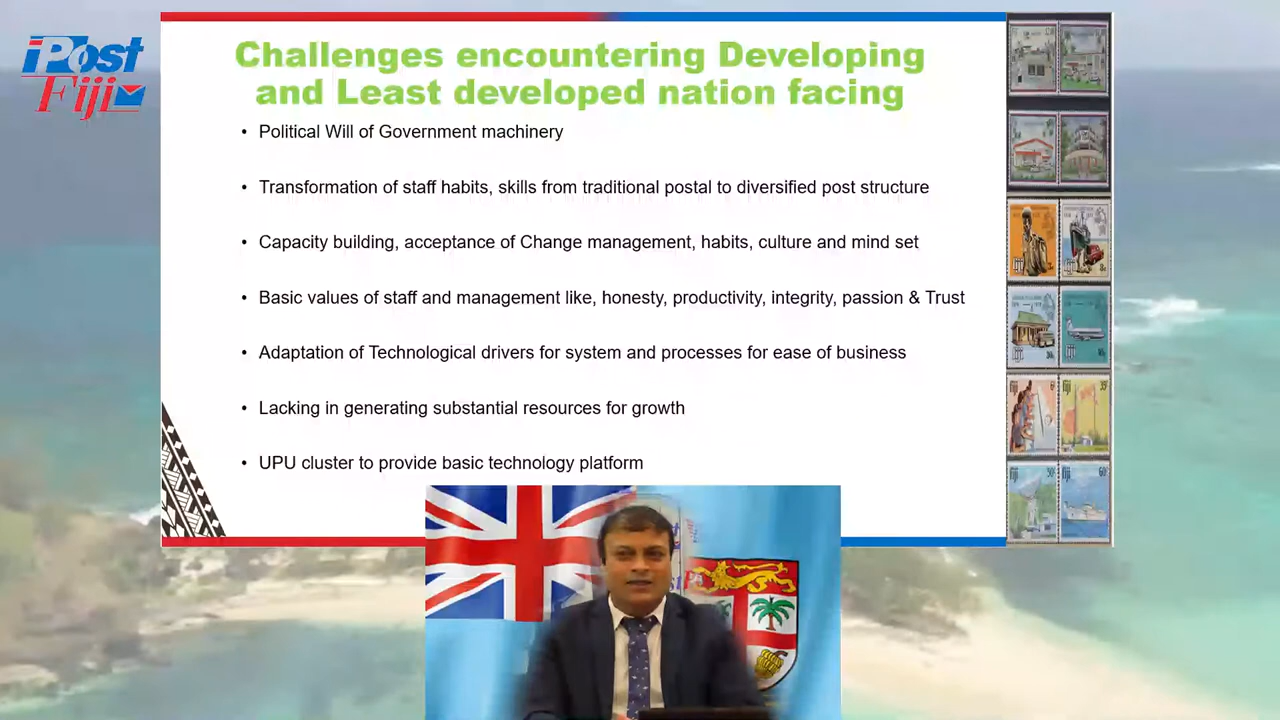 Post
Fiji
Challenges encountering Developing
and Least developed nation facing
• Political Will of Government machinery
• Transformation of staff habits, skills from traditional postal to diversified post structure
• Capacity building, acceptance of Change management, habits, culture and mind set
• Basic values of staff and management like, honesty, productivity, integrity, passion & Trust
• Adaptation of Technological drivers for system and processes for ease of business
• Lacking in generating substantial resources for growth
• UPU cluster to provide basic technology platform